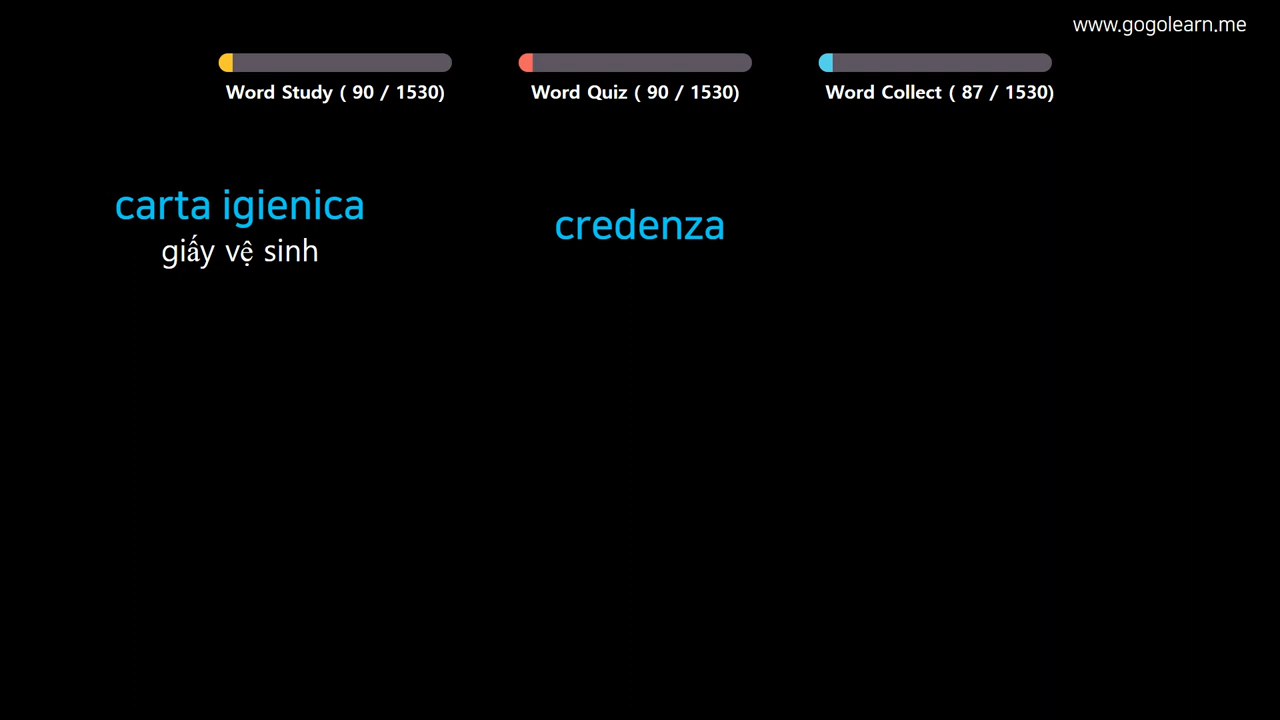 www.gogolearn.me
Word Study ( 90 / 1530)
Word Quiz ( 90 / 1530)
Word Collect ( 87 / 1530)
carta igienica
giấy vệ sinh
credenza